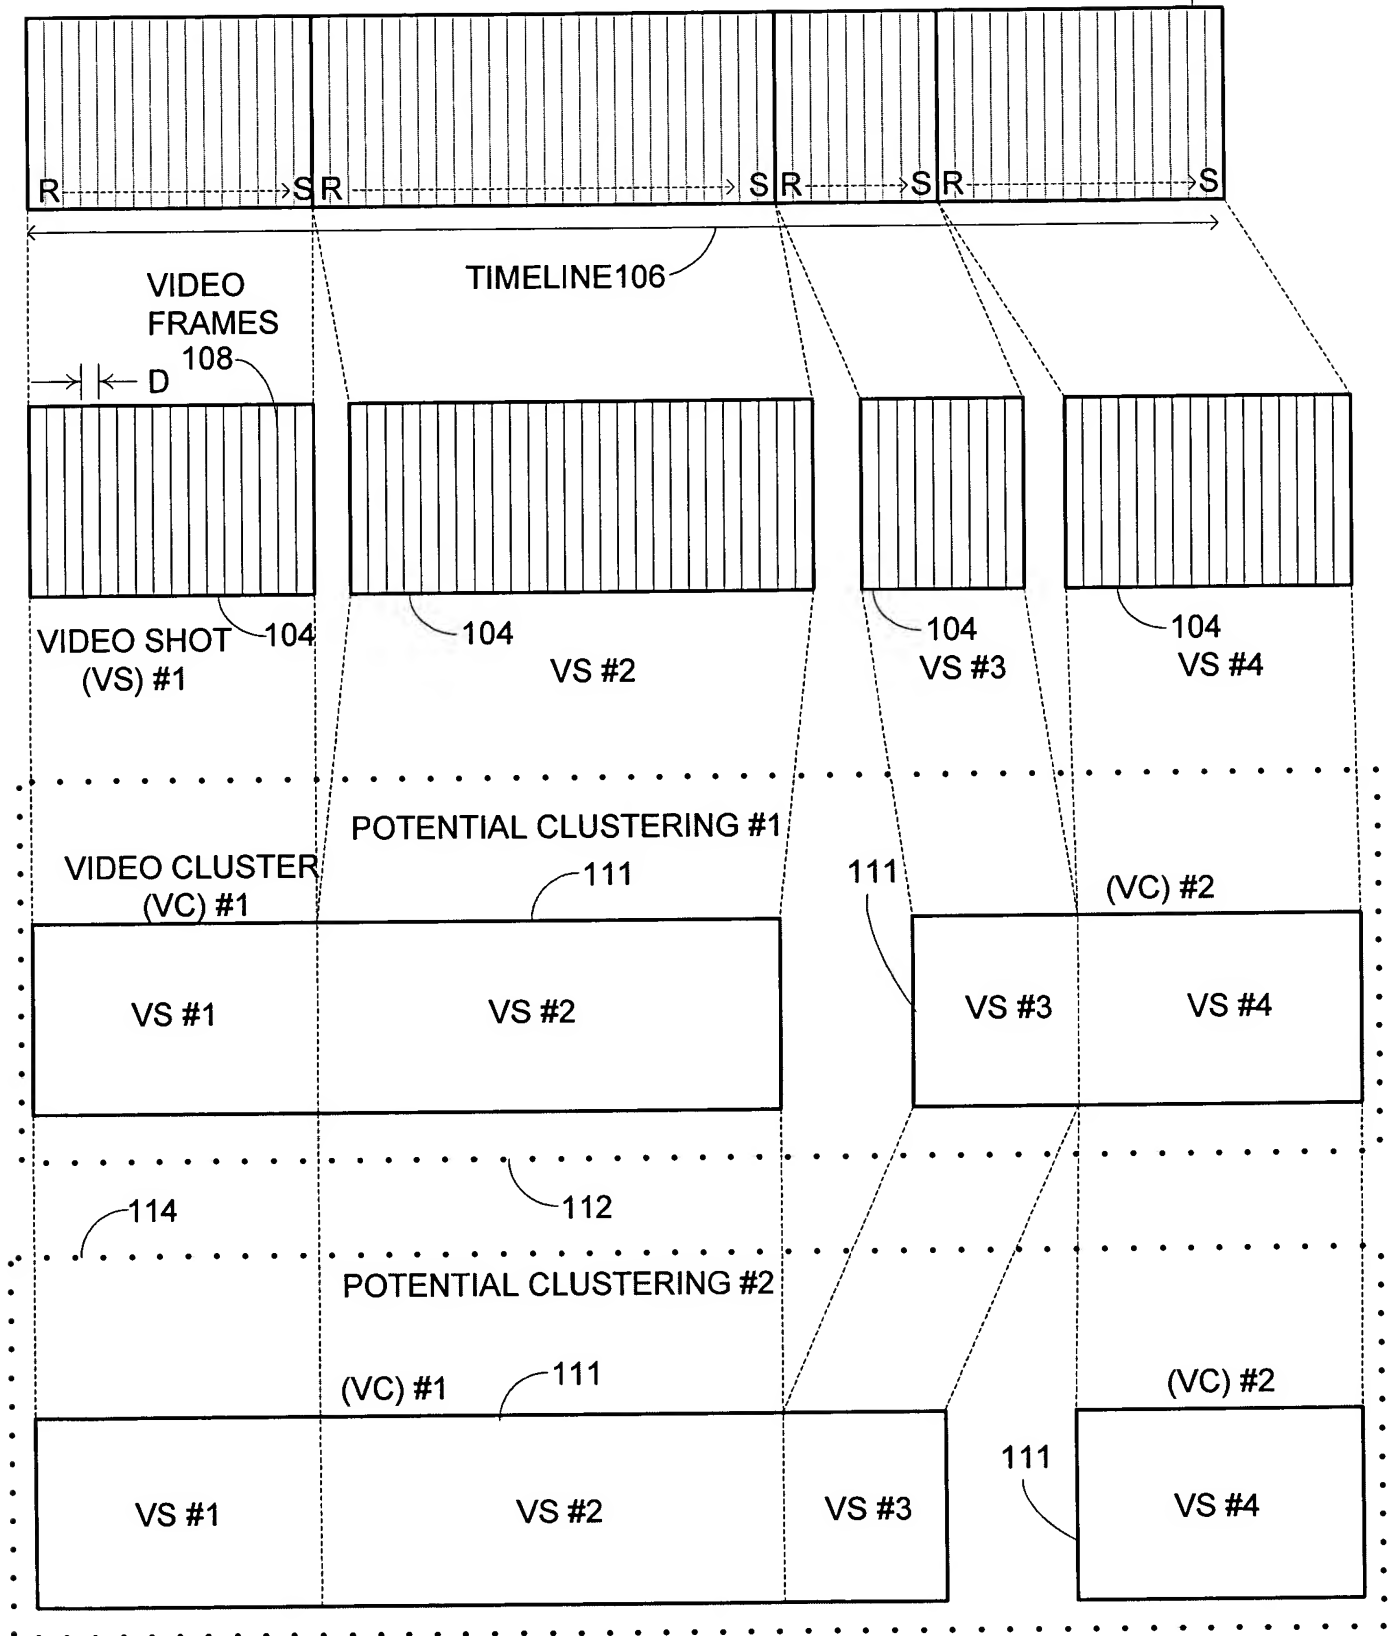 R S R S R S R S
TIMELINE106
VIDEO
FRAMES
108
D
104 104 104 104
VIDEO SHOT
(VS) #1
VS #2
VS #3
VS #4
POTENTIAL CLUSTERING #1
VIDEO CLUSTER
(VC) #1
111
111
(VC) #2
VS #1 VS #2 VS #3 VS #4
114
112
POTENTIAL CLUSTERING #2
(VC) #1
111
(VC) #2
111
VS #1 VS #2 VS #3 VS #4